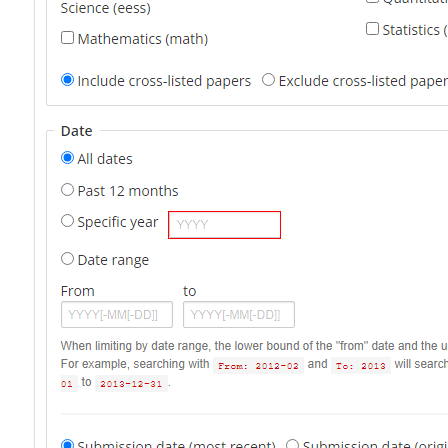 Science (eess)
Mathematics (math)
Statistics (
Include cross-listed papers
Exclude cross-listed paper
Date
All dates
Past 12 months
Specific year
YYYY
Date range
From
to
YYYY[-MM[-DD]]
YYYY[-MM[-DD]]
When limiting by date range, the lower bound of the "from" date and the u
For example, searching with From: 2012-02 and To: 2013 will search
01 to 2013-12-31 .
Submission date (most recent)
Submission date (origi